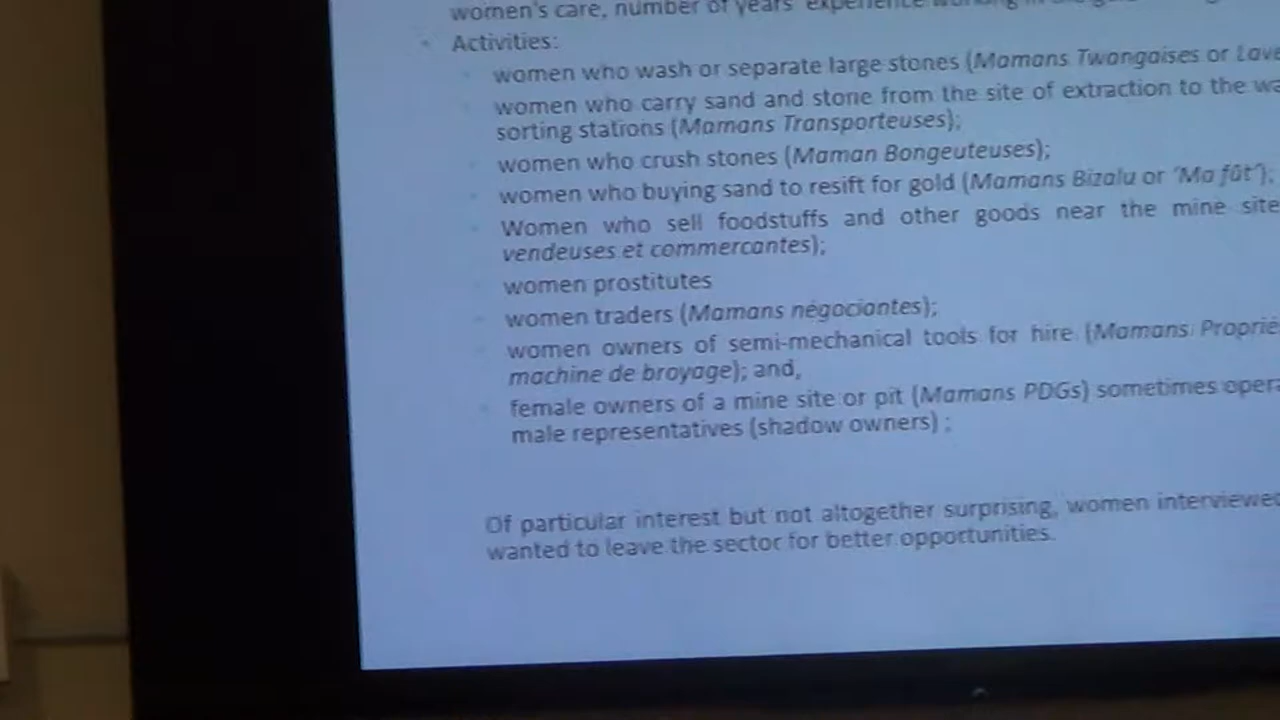 women's care, number of years' experience working in the
Activities:
women who wash or separate large stones (Mamans Twangaises or
women who carry sand and stone from the site of extraction to the
sorting stations (Mamans Transporteuses);
women who crush stones (Maman Bongeuteuses);
women who buying sand to resift for gold (Mamans Bizalu or 'Ma fût');
Women who sell foodstuffs and other goods near the mine site
vendeuses et commercantes);
women prostitutes
women traders (Mamans négociantes);
women owners of semi-mechanical tools for hire (Mamans
machine de broyage); and,
female owners of a mine site or pit (Mamans PDGs) sometimes
male representatives (shadow owners) ;
Of particular interest but not altogether surprising, women
wanted to leave the sector for better opportunities.